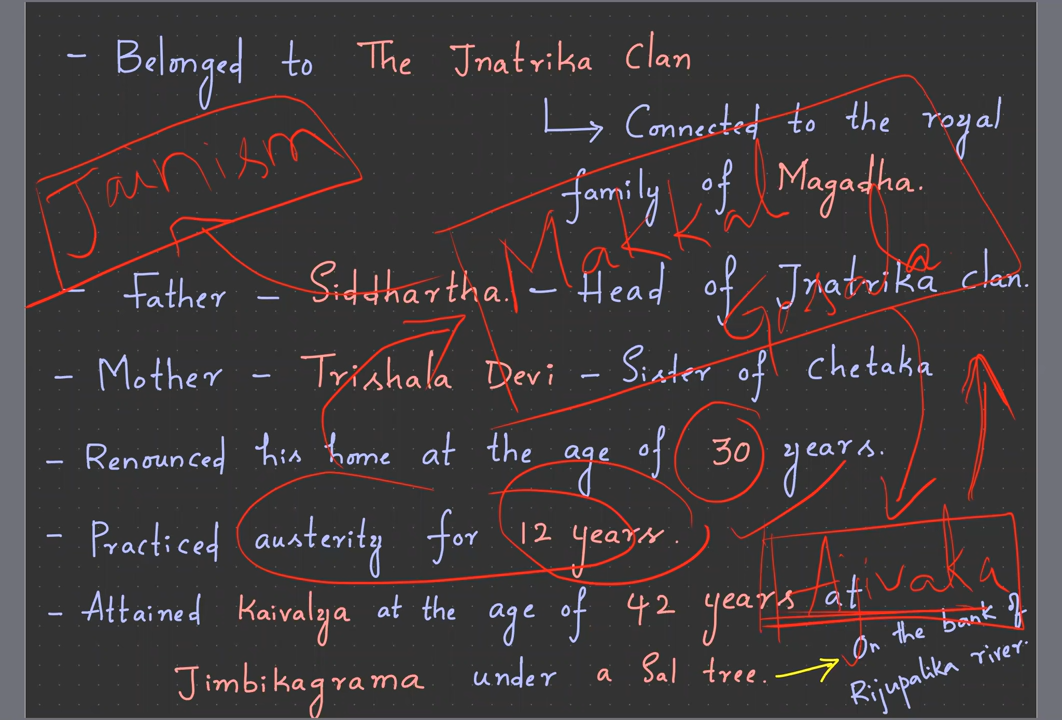 - Belonged to The Jnatrika Clan
Connected to the royal
family of Magadha.
Jainism
Makkal
Gosala
- Father - Siddhartha. - Head of Jnatrika clan.
- Mother - Trishala Devi - Sister of Chetaka
- Renounced his home at the age of 30 years.
- Practiced austerity for 12 years.
Ajivaka
- Attained Kaivalya at the age of 42 years at
Jimbikagrama under a Sal tree.
On the bank of
Rijupalika river.